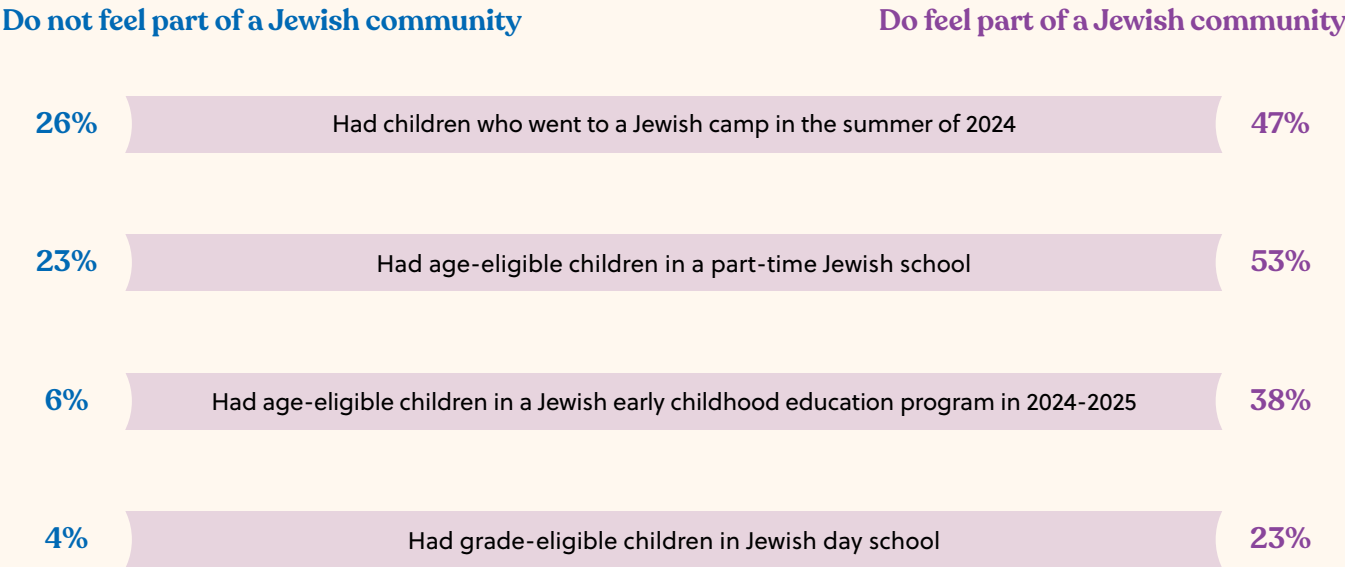 Do not feel part of a Jewish community
Do feel part of a Jewish community
26%
Had children who went to a Jewish camp in the summer of 2024
47%
23%
Had age-eligible children in a part-time Jewish school
53%
6%
Had age-eligible children in a Jewish early childhood education program in 2024-2025
38%
4%
Had grade-eligible children in Jewish day school
23%